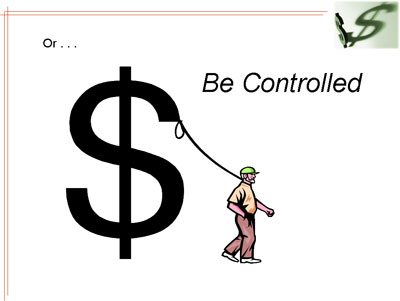 Or . . .
Be Controlled
$